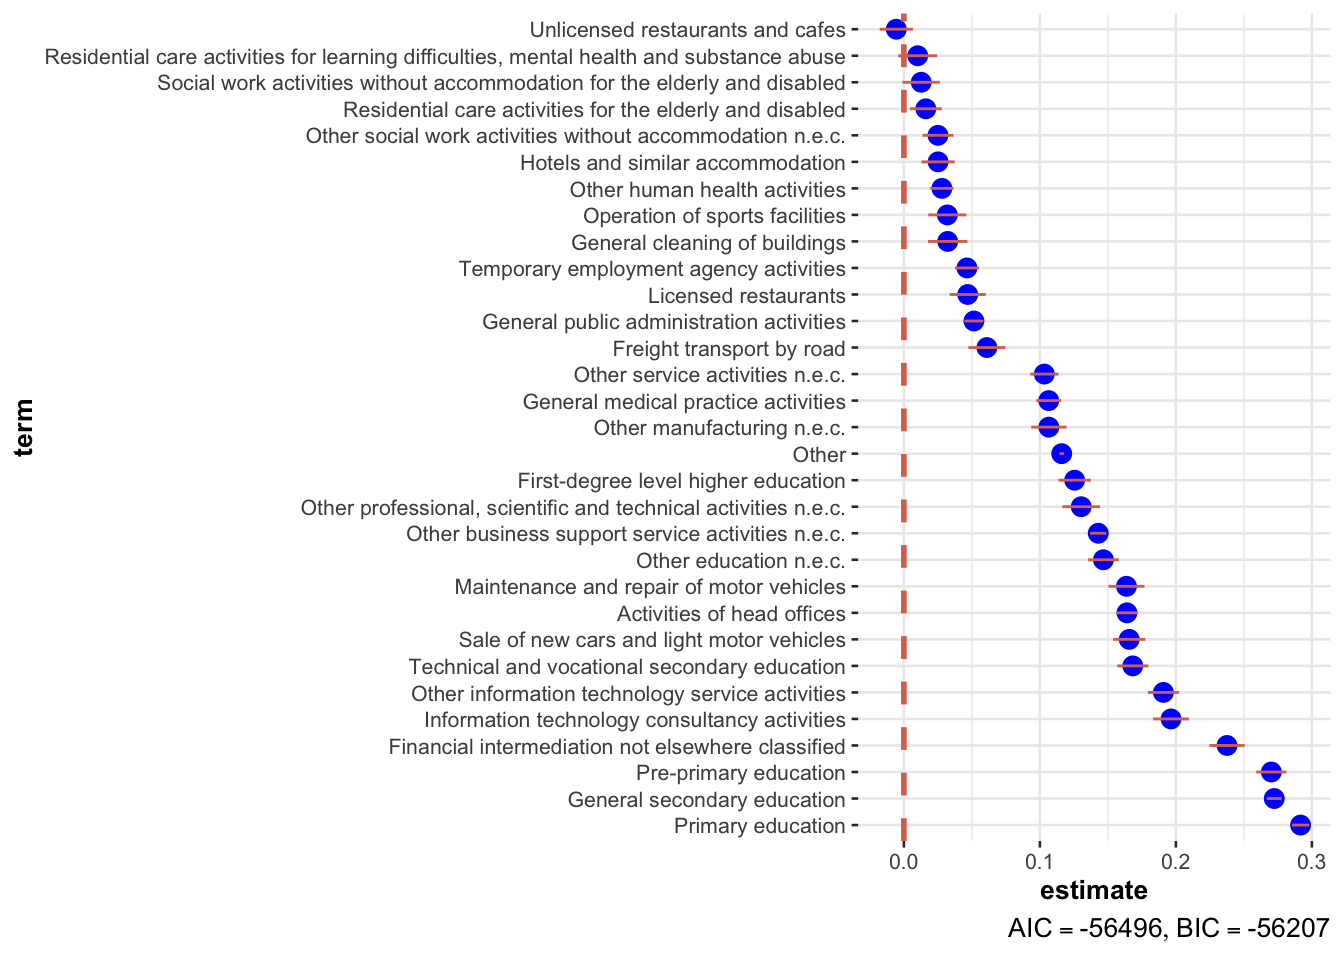 Unlicensed restaurants and cafes
Residential care activities for learning difficulties, mental health and substance abuse
Social work activities without accommodation for the elderly and disabled
Residential care activities for the elderly and disabled
Other social work activities without accommodation n.e.c.
Hotels and similar accommodation
Other human health activities
Operation of sports facilities
General cleaning of buildings
Temporary employment agency activities
Licensed restaurants
General public administration activities
Freight transport by road
Other service activities n.e.c.
General medical practice activities
Other manufacturing n.e.c.
Other
First-degree level higher education
Other professional, scientific and technical activities n.e.c.
Other business support service activities n.e.c.
Other education n.e.c.
Maintenance and repair of motor vehicles
Activities of head offices
Sale of new cars and light motor vehicles
Technical and vocational secondary education
Other information technology service activities
Information technology consultancy activities
Financial intermediation not elsewhere classified
Pre-primary education
General secondary education
Primary education
term
0.0 0.1 0.2 0.3
estimate
AIC = -56496, BIC = -56207